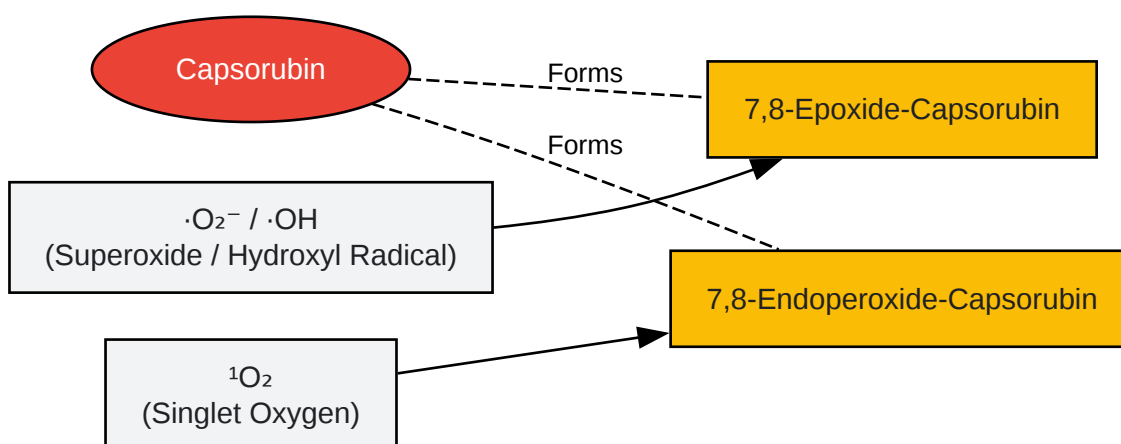 Capsorubin
Forms
7,8-Epoxide-Capsorubin
Forms
·O₂⁻ / ·OH
(Superoxide / Hydroxyl Radical)
7,8-Endoperoxide-Capsorubin
¹O₂
(Singlet Oxygen)